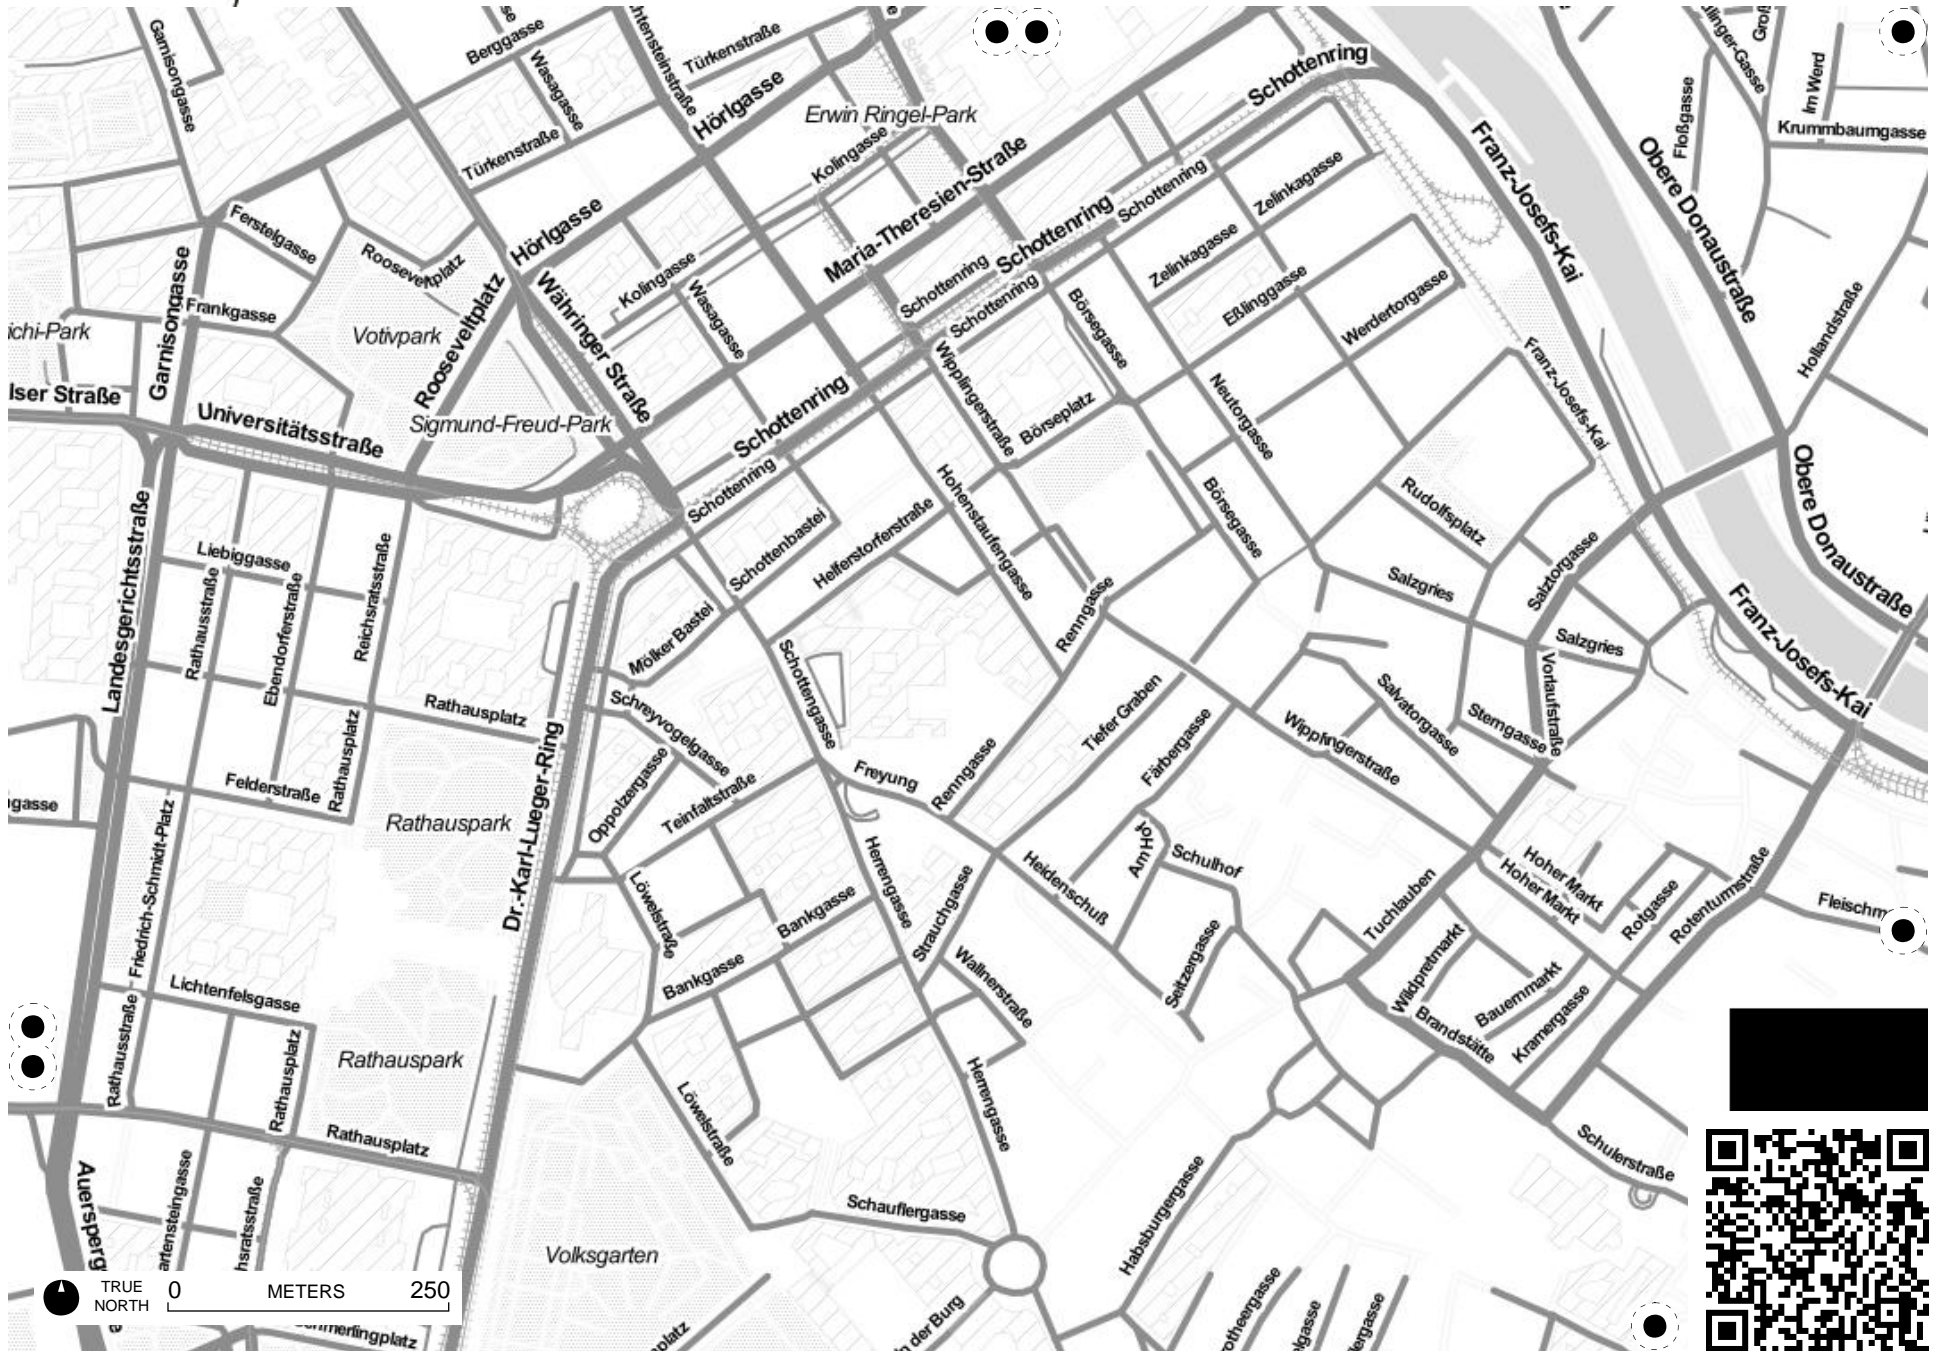 Garnisongasse
Berggasse
Wasagasse
Türkenstraße
Hörlgasse
Erwin Ringel-Park
Kolingasse
Schottenring
Floßgasse
Im Werd
Krummbaumgasse
Türkenstraße
Maria-Theresien-Straße
Franz-Josefs-Kai
Obere Donaustraße
Ferstelgasse
Rooseveltplatz
Hörlgasse
Schottenring
Schottenring
Zelinkagasse
Zelinkagasse
Garnisongasse
Frankgasse
Votivpark
Rooseveltplatz
Währinger Straße
Kolingasse
Wasagasse
Schottenring
Schottenring
Börsegasse
Eßlinggasse
Werdertorgasse
Hollandstraße
Franz-Josefs-Kai
Universitätsstraße
Sigmund-Freud-Park
Schottenring
Wipplingerstraße
Börseplatz
Neutorgasse
Obere Donaustraße
Landesgerichtsstraße
Schottenring
Schottenbastei
Helferstorferstraße
Hohenstaufengasse
Börsegasse
Rudolfsplatz
Liebiggasse
Rathausstraße
Ebendorferstraße
Reichsratsstraße
Mölker Bastei
Renngasse
Salzgries
Salztorgasse
Salzgries
Franz-Josefs-Kai
Rathausplatz
Rathausplatz
Schreyvogelgasse
Schottengasse
Tiefer Graben
Färbergasse
Wipplingerstraße
Salvatorgasse
Sterngasse
Vorlaufstraße
Felderstraße
Rathauspark
Dr.-Karl-Lueger-Ring
Oppolzergasse
Teinfaltstraße
Freyung
Renngasse
Friedrich-Schmidt-Platz
Löwelstraße
Bankgasse
Herrengasse
Strauchgasse
Heidenschuß
Am Hof
Schulhof
Hoher Markt
Hoher Markt
Rotgasse
Rotenturmstraße
Tuchlauben
Bankgasse
Wallnerstraße
Seitzergasse
Wildpretmarkt
Bauernmarkt
Kramergasse
Brandstätte
Lichtenfelsgasse
Rathausstraße
Rathausplatz
Rathauspark
Löwelstraße
Herrengasse
Rathausplatz
Schulerstraße
Schauflergasse
Habsburgergasse
Volksgarten
TRUE
NORTH
0 METERS 250